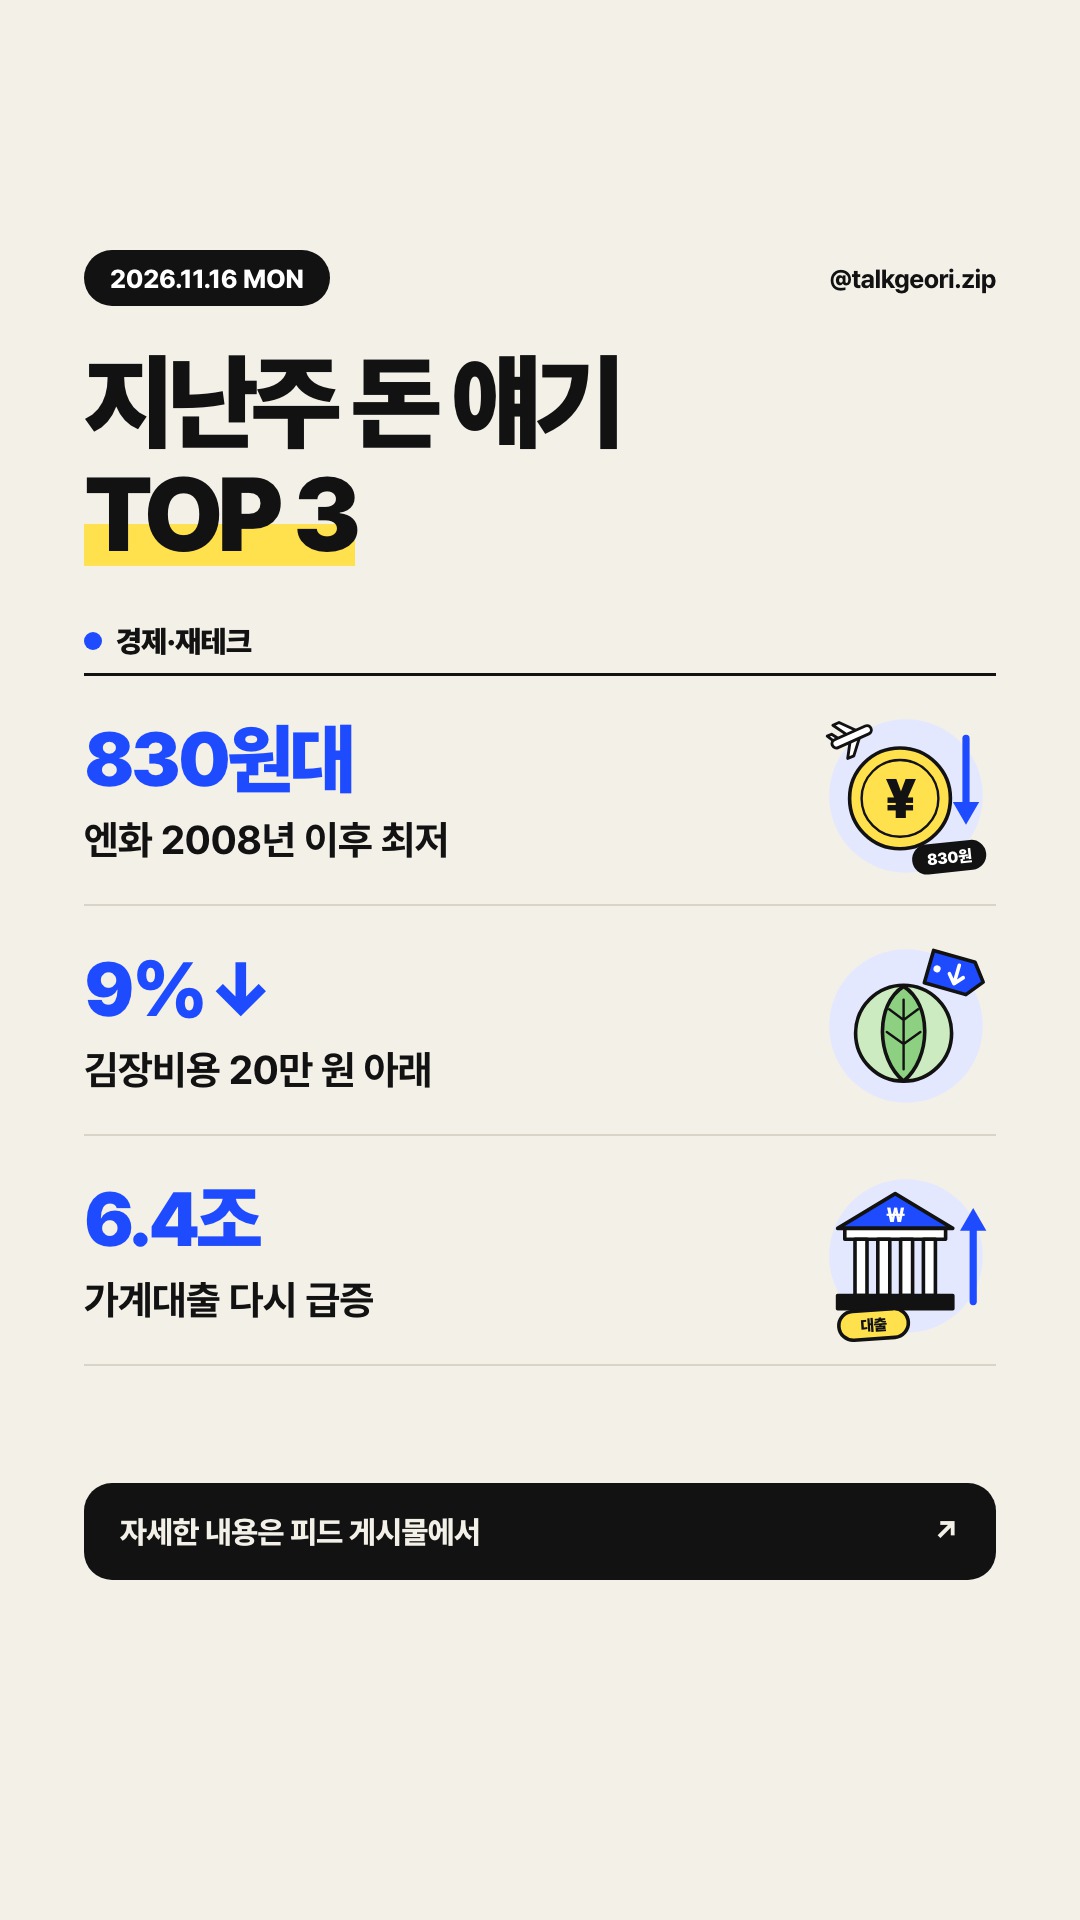 2026.11.16 MON
@talkgeori.zip
지난주 돈 얘기
TOP 3
경제·재테크
830원대
엔화 2008년 이후 최저
¥
830원
9%↓
김장비용 20만 원 아래
6.4조
가계대출 다시 급증
₩
대출
자세한 내용은 피드 게시물에서
↗